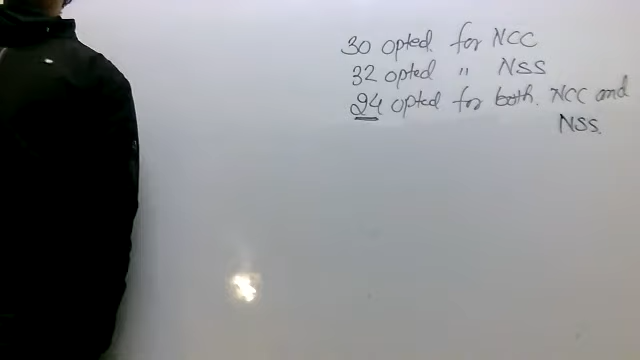 30 opted for NCC
32 opted " NSS
24 opted for both. NCC and
NSS.